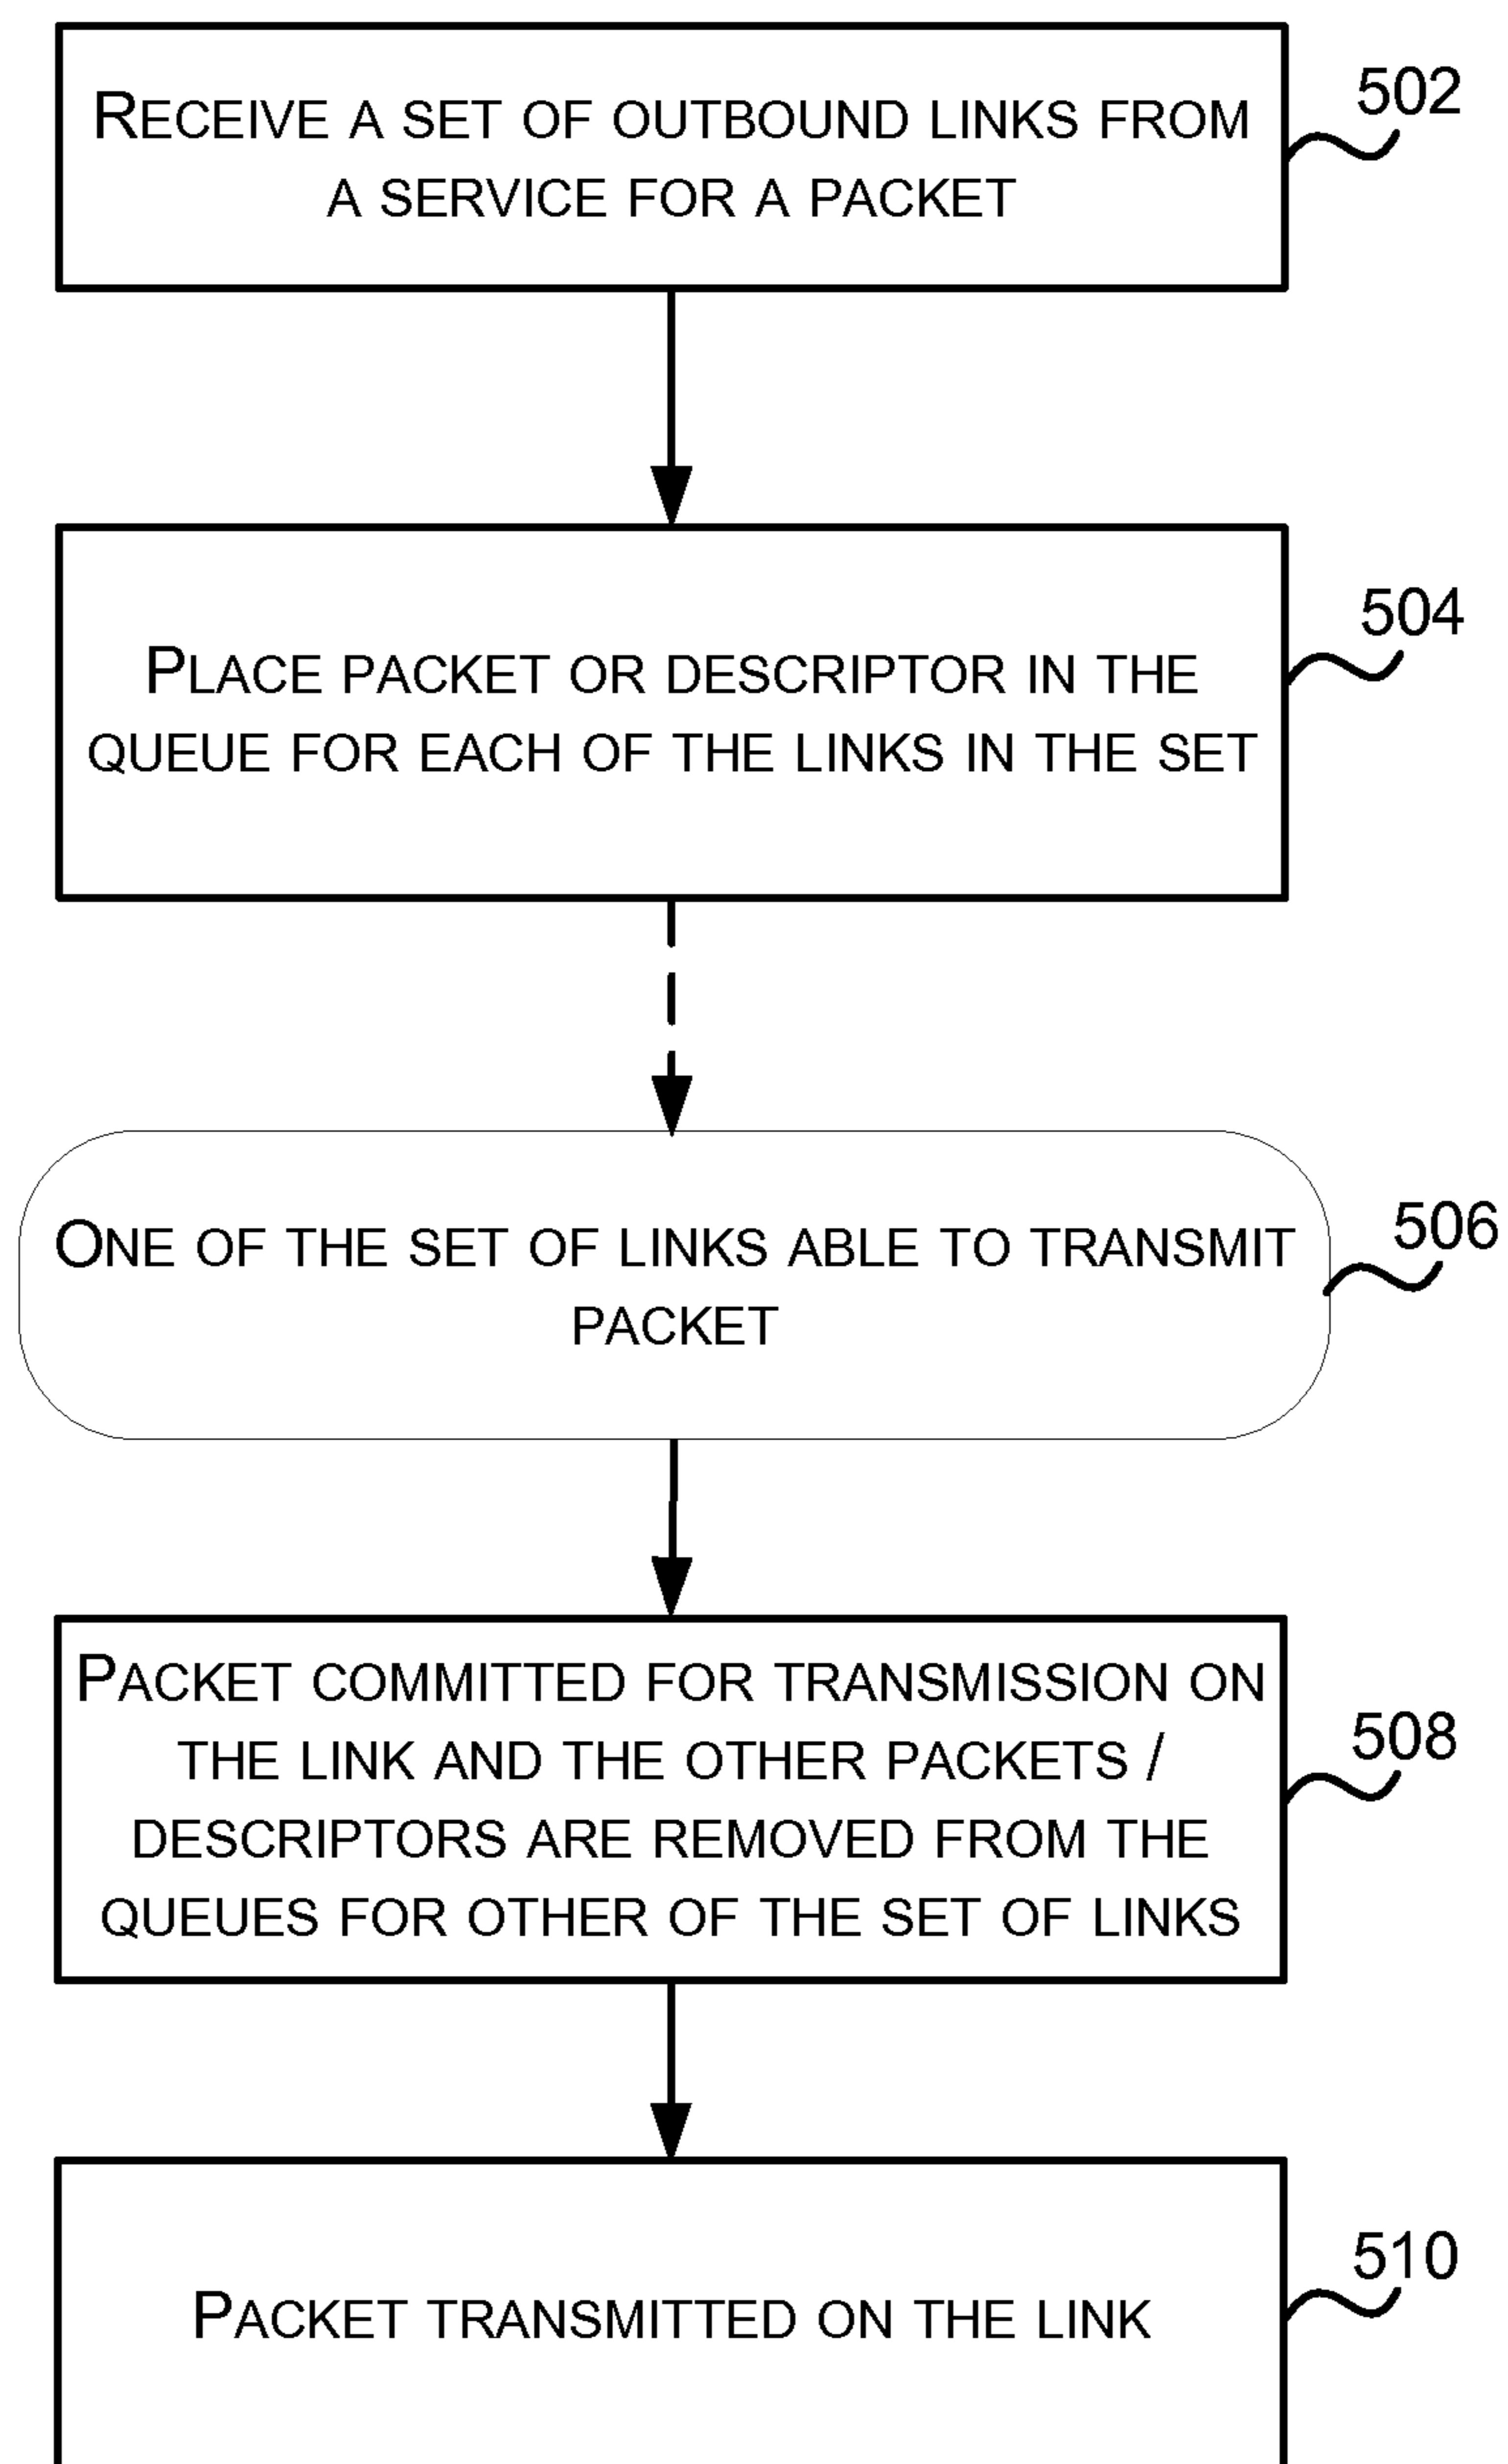 RECEIVE A SET OF OUTBOUND LINKS FROM
A SERVICE FOR A PACKET
502
PLACE PACKET OR DESCRIPTOR IN THE
QUEUE FOR EACH OF THE LINKS IN THE SET
504
ONE OF THE SET OF LINKS ABLE TO TRANSMIT
PACKET
506
PACKET COMMITTED FOR TRANSMISSION ON
THE LINK AND THE OTHER PACKETS /
DESCRIPTORS ARE REMOVED FROM THE
QUEUES FOR OTHER OF THE SET OF LINKS
508
PACKET TRANSMITTED ON THE LINK
510